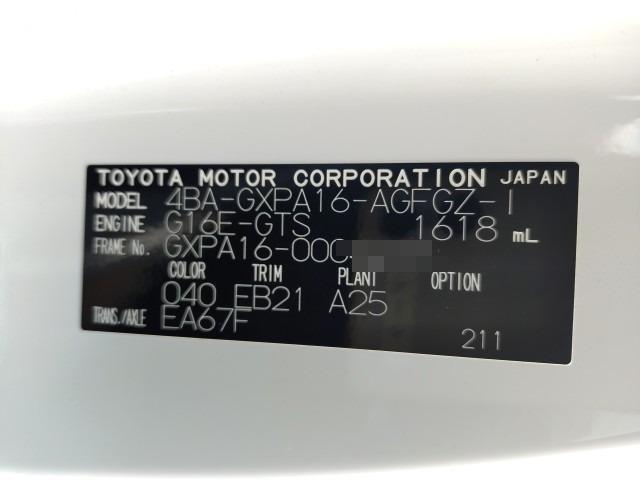 TOYOTA MOTOR CORPORATION JAPAN
MODEL 4BA-GXPA16-AGFGZ-I
ENGINE G16E-GTS 1618 mL
FRAME No. GXPA16-000
COLOR TRIM PLANT OPTION
040 EB21 A25
TRANS./AXLE EA67F
211